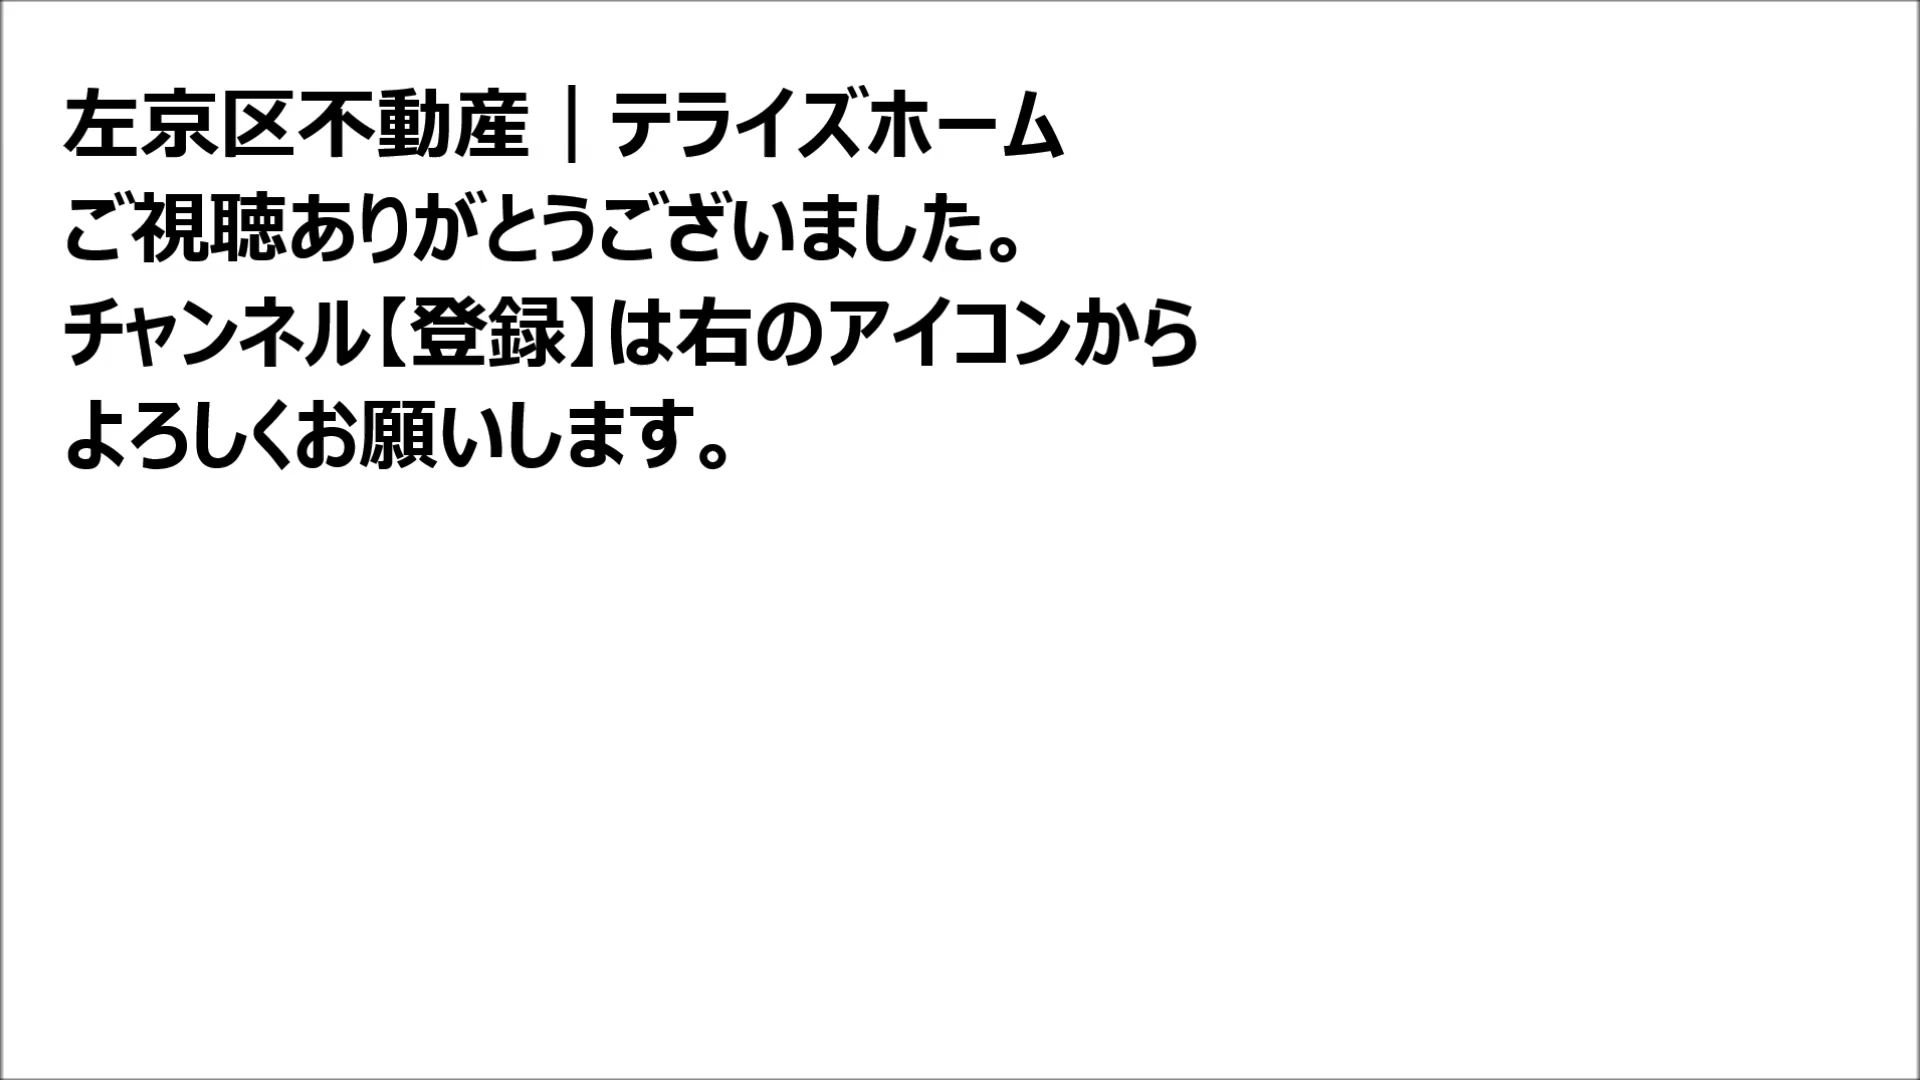 左京区不動産｜テライズホーム
ご視聴ありがとうございました。
チャンネル【登録】は右のアイコンから
よろしくお願いします。